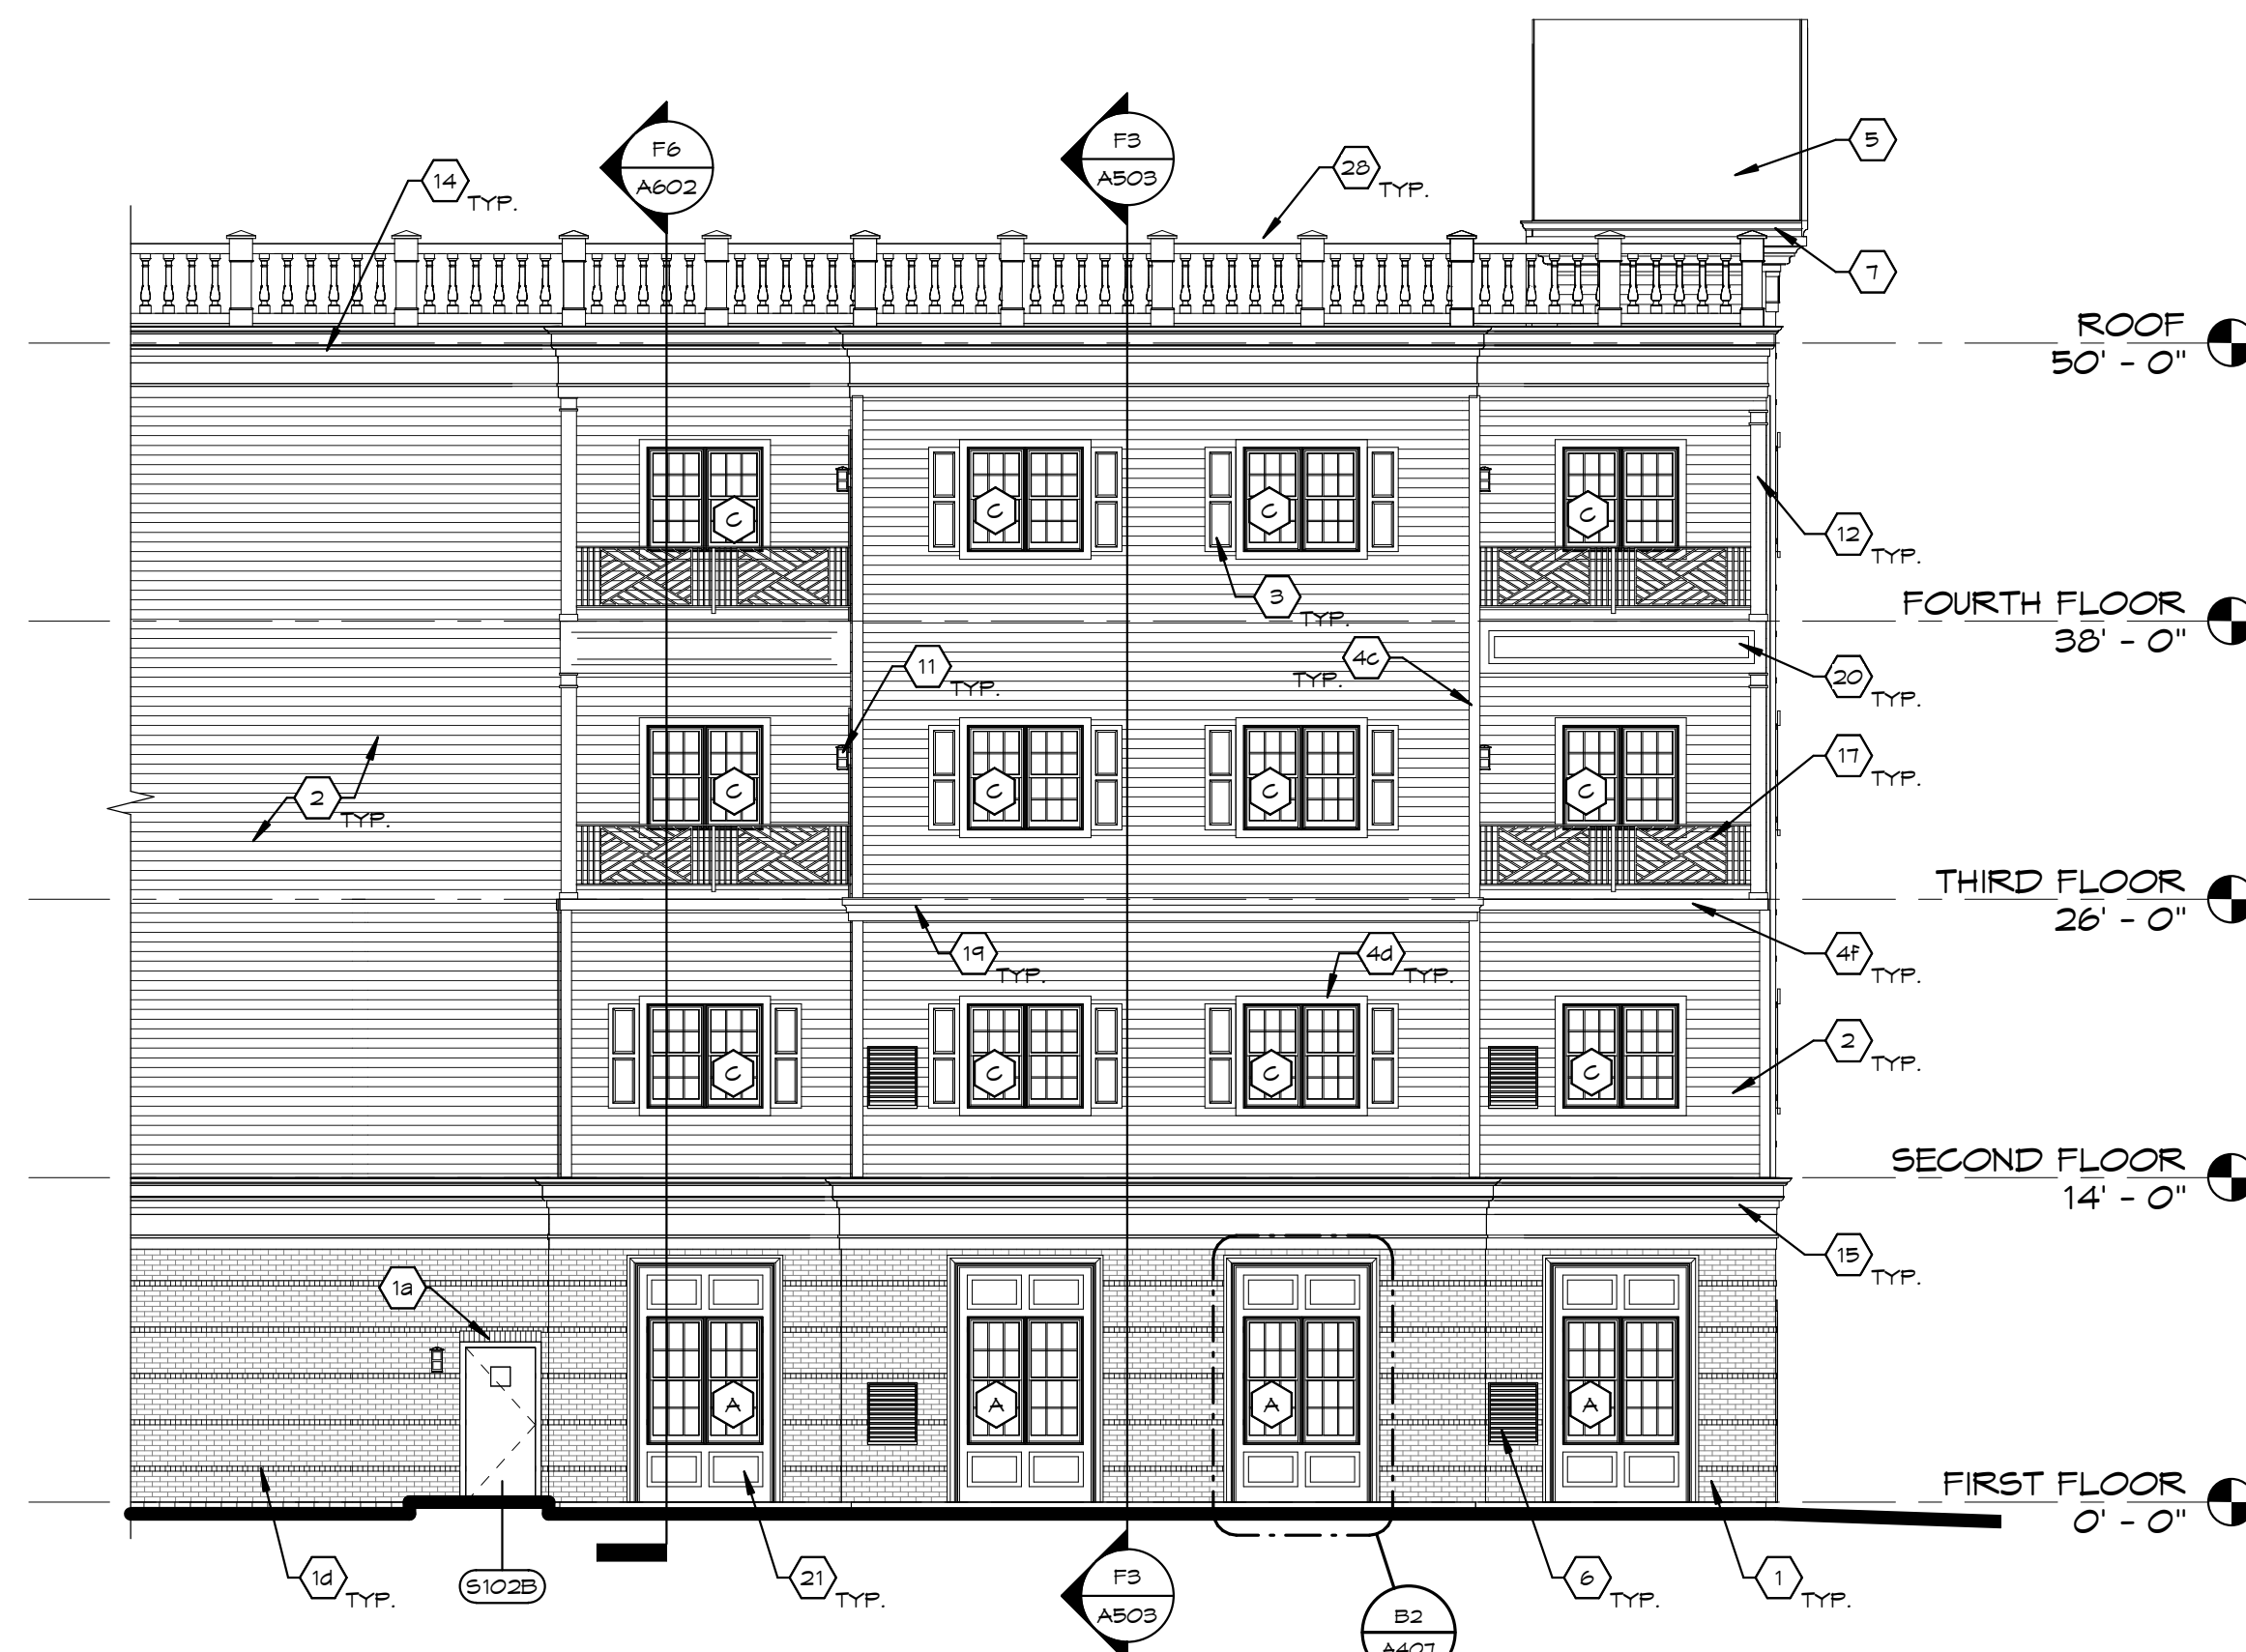 5
F3
A503
F6
A602
28
TYP.
14
TYP.
7
ROOF
50' - 0"
C
C
C
C
12
TYP.
3
TYP.
FOURTH FLOOR
38' - 0"
11
TYP.
4c
TYP.
20
TYP.
17
TYP.
2
TYP.
C
C
C
C
THIRD FLOOR
26' - 0"
19
TYP.
4d
TYP.
4f
TYP.
2
TYP.
C
C
C
C
SECOND FLOOR
14' - 0"
15
TYP.
1a
A
A
A
A
FIRST FLOOR
0' - 0"
1d
TYP.
S102B
21
TYP.
F3
A503
6
TYP.
1
TYP.
B2
A407